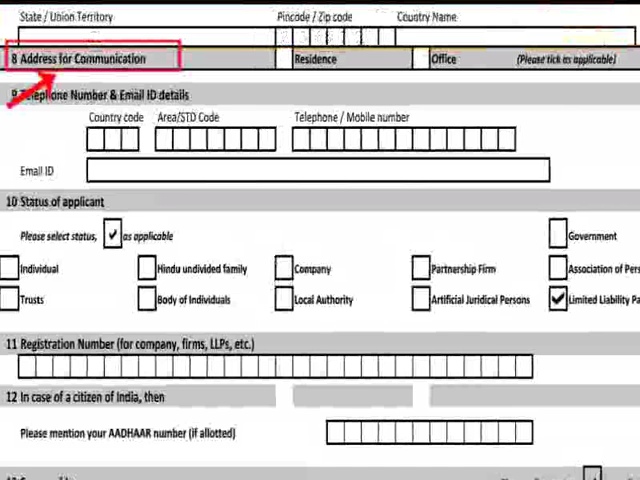 State / Union Territory Pincode / Zip code Country Name
8 Address for Communication Residence Office (Please tick as applicable)
9 Telephone Number & Email ID details
Country code Area/STD Code Telephone / Mobile number
Email ID
10 Status of applicant
Please select status, ✓ as applicable Government
Individual Hindu undivided family Company Partnership Firm Association of Pers
Trusts Body of Individuals Local Authority Artificial Juridical Persons Limited Liability Pa
11 Registration Number (for company, firms, LLPs, etc.)
12 In case of a citizen of India, then
Please mention your AADHAAR number (if allotted)